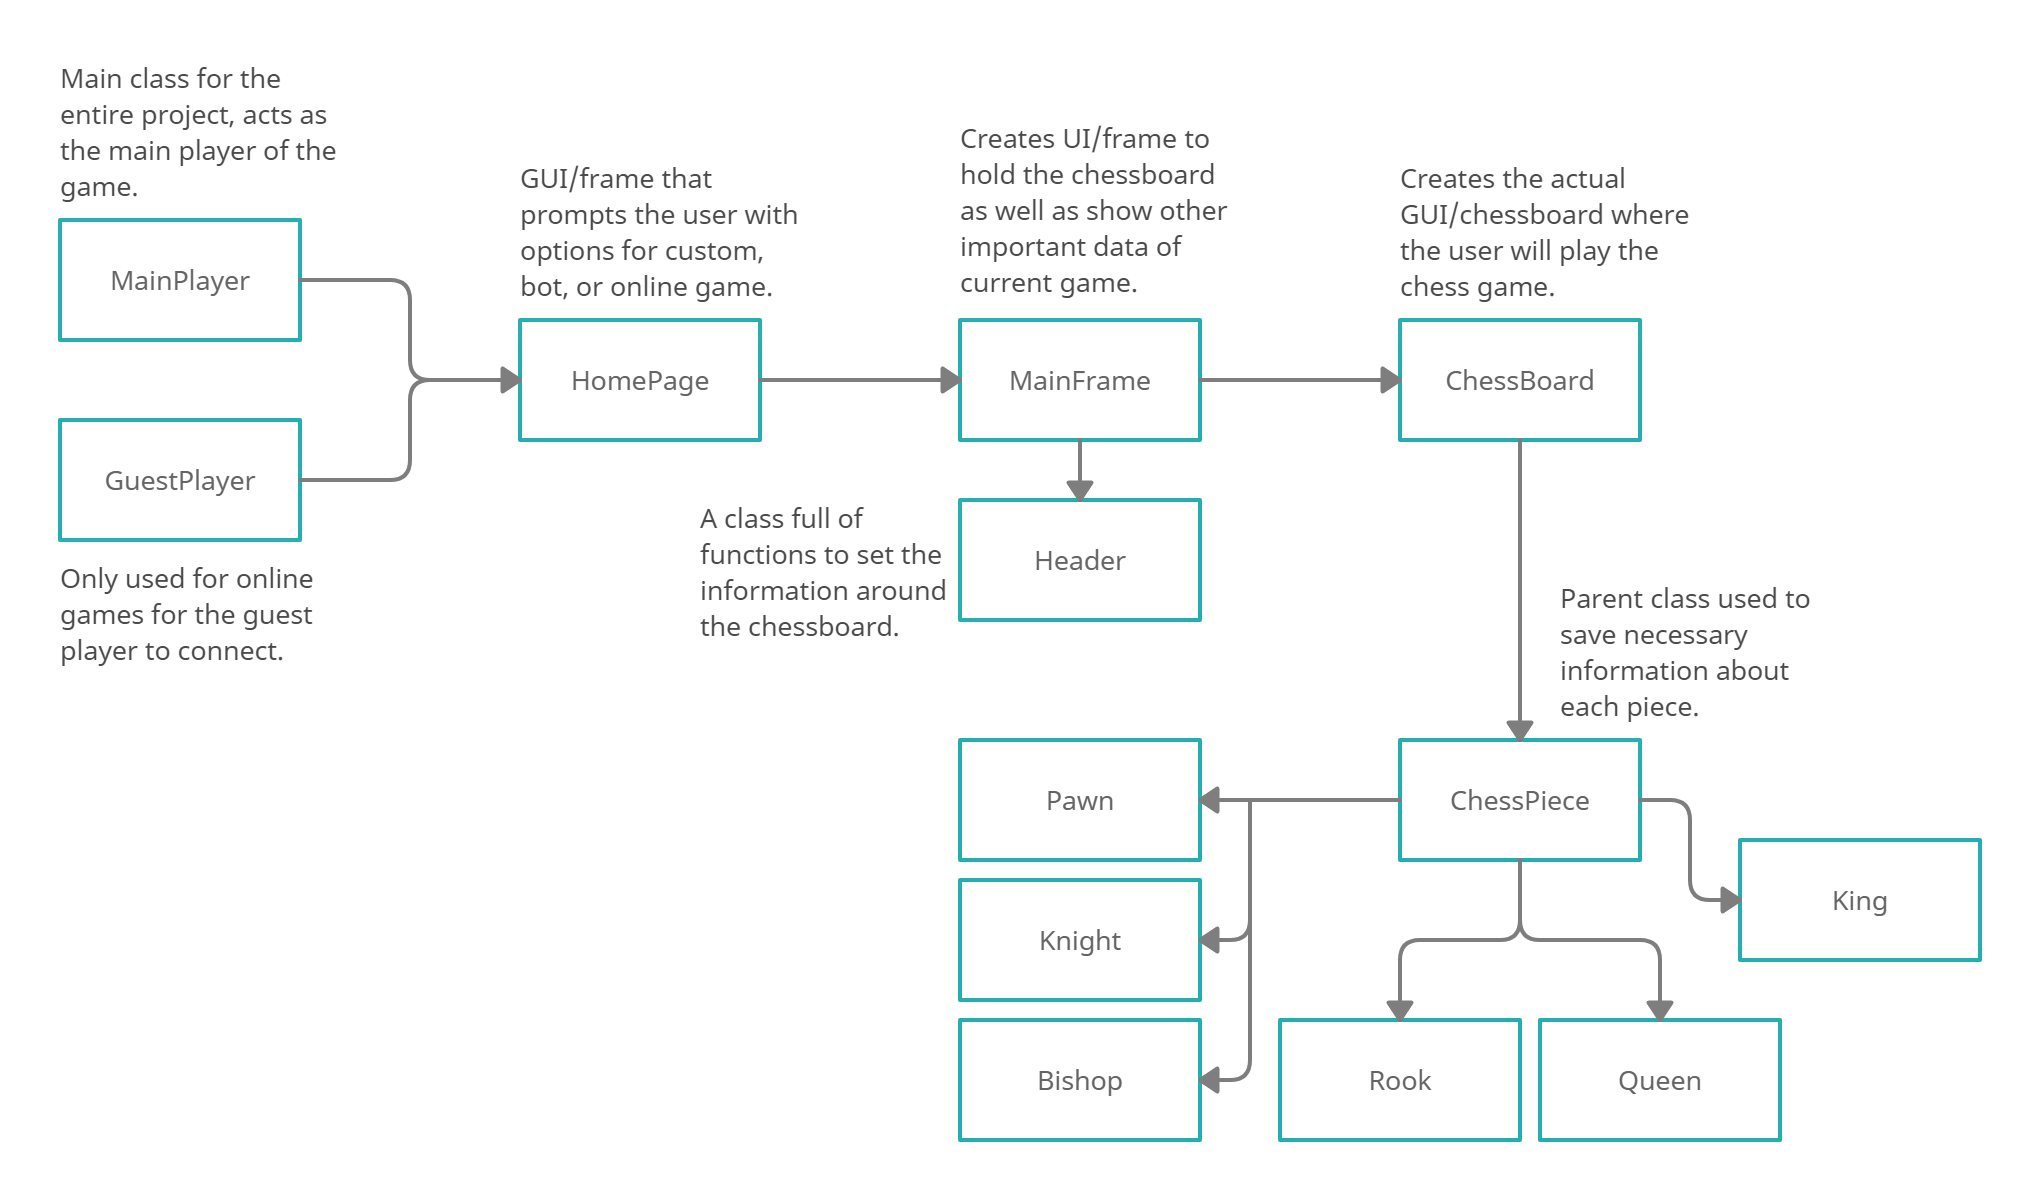 Main class for the
entire project, acts as
the main player of the
game.
MainPlayer
GuestPlayer
Only used for online
games for the guest
player to connect.
GUI/frame that
prompts the user with
options for custom,
bot, or online game.
HomePage
Creates UI/frame to
hold the chessboard
as well as show other
important data of
current game.
MainFrame
A class full of
functions to set the
information around
the chessboard.
Header
Creates the actual
GUI/chessboard where
the user will play the
chess game.
ChessBoard
Parent class used to
save necessary
information about
each piece.
ChessPiece
Pawn
Knight
Bishop
Rook
Queen
King